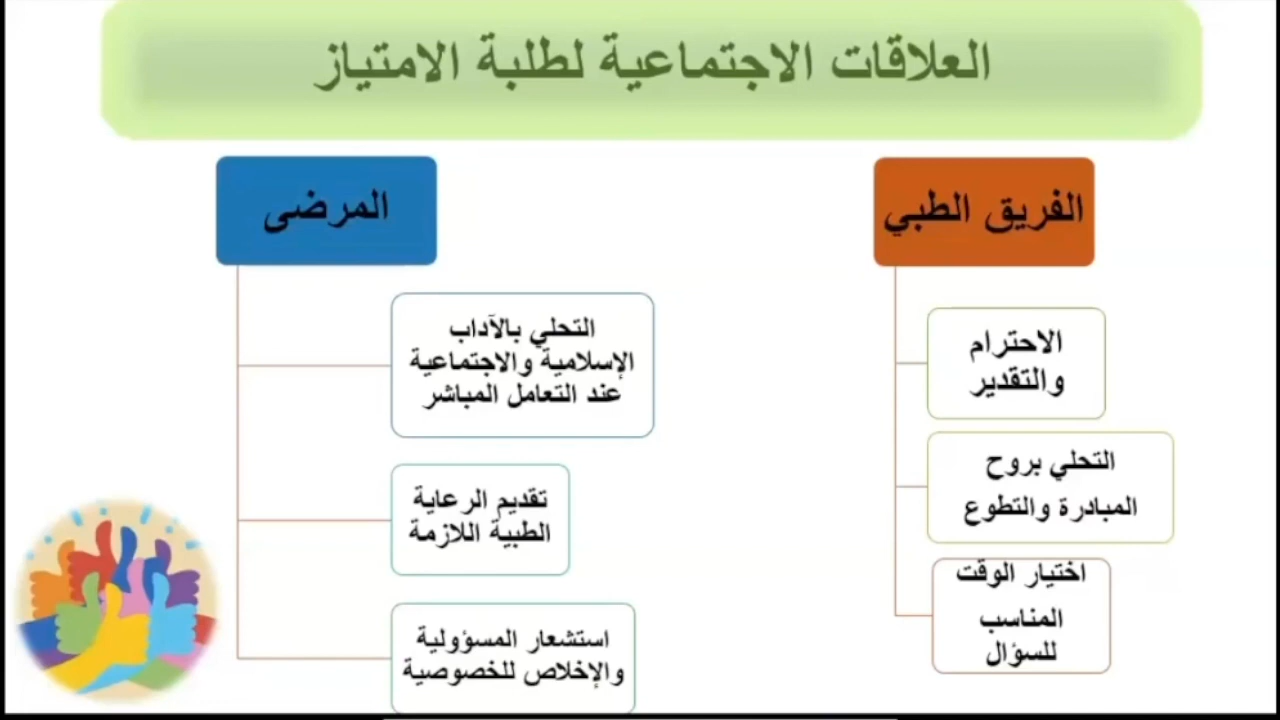 العلاقات الاجتماعية لطلبة الامتياز
الفريق الطبي
الاحترام
والتقدير
التحلي بروح
المبادرة والتطوع
اختيار الوقت
المناسب
للسؤال
المرضى
التحلي بالآداب
الإسلامية والاجتماعية
عند التعامل المباشر
تقديم الرعاية
الطبية اللازمة
استشعار المسؤولية
والإخلاص للخصوصية